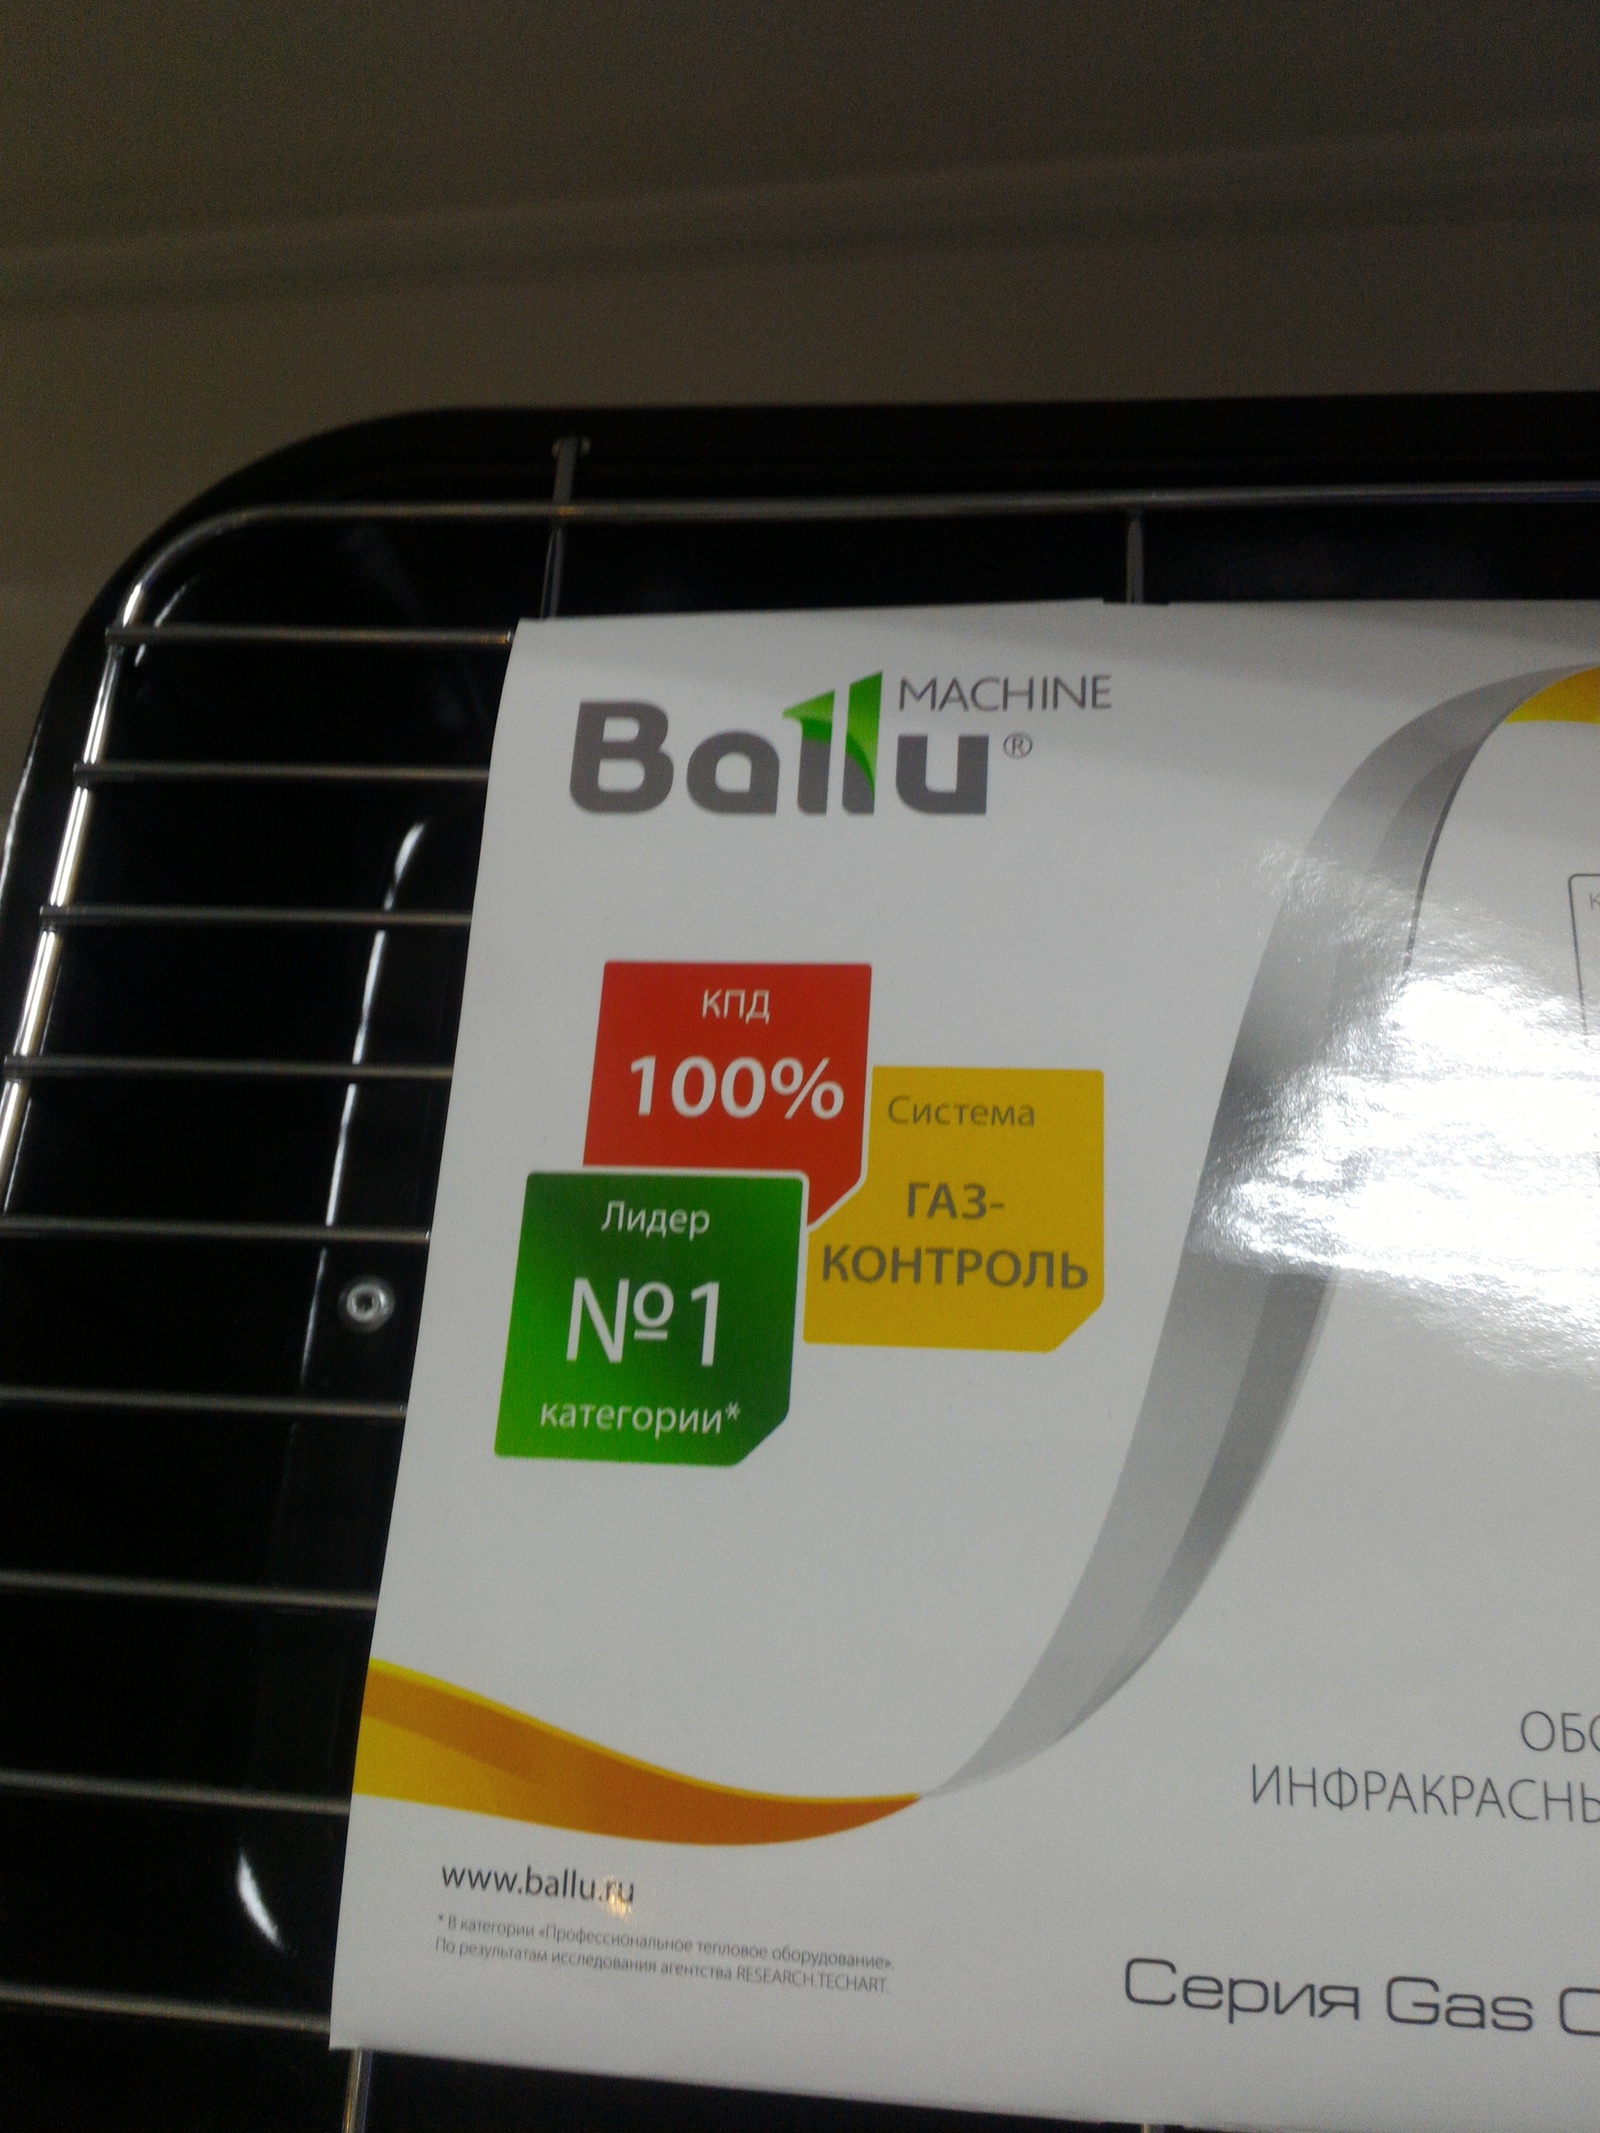 Ballu®
MACHINE
КПД
100%
Система
ГАЗ-
КОНТРОЛЬ
Лидер
№1
категории*
ИНФРАКРАСНЫ
www.ballu.ru
* В категории «Профессиональное тепловое оборудование».
По результатам исследования агентства RESEARCH.TECHART.
Серия Gas